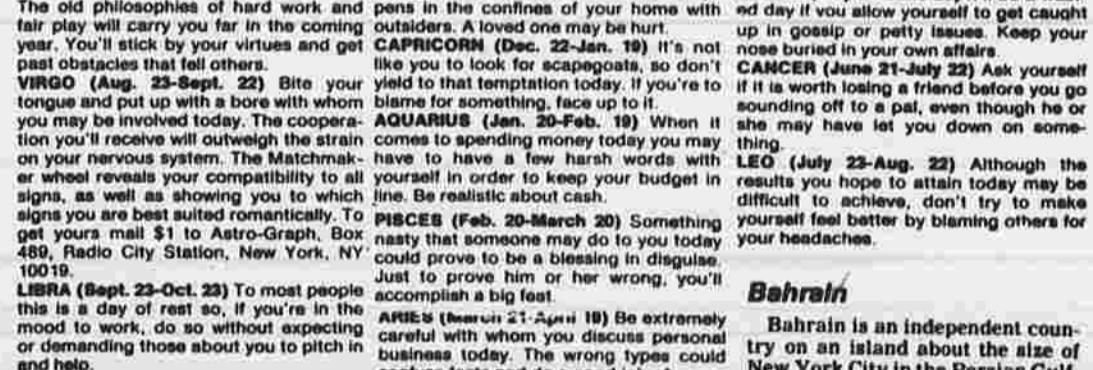 The old philosophies of hard work and
fair play will carry you far in the coming
year. You'll stick by your virtues and get
past obstacles that fell others.
VIRGO (Aug. 23-Sept. 22) Bite your
tongue and put up with a bore with whom
you may be involved today. The coopera-
tion you'll receive will outweigh the strain
on your nervous system. The Matchmak-
er wheel reveals your compatibility to all
signs, as well as showing you to which
signs you are best suited romantically. To
get yours mail $1 to Astro-Graph, Box
489, Radio City Station, New York, NY
10019.
LIBRA (Sept. 23-Oct. 23) To most people
this is a day of rest so, if you're in the
mood to work, do so without expecting
or demanding those about you to pitch in
and help.
pens in the confines of your home with
outsiders. A loved one may be hurt.
CAPRICORN (Dec. 22-Jan. 19) It's not
like you to look for scapegoats, so don't
yield to that temptation today. If you're to
blame for something, face up to it.
AQUARIUS (Jan. 20-Feb. 19) When it
comes to spending money today you may
have to have a few harsh words with
yourself in order to keep your budget in
line. Be realistic about cash.
PISCES (Feb. 20-March 20) Something
nasty that someone may do to you today
could prove to be a blessing in disguise.
Just to prove him or her wrong, you'll
accomplish a big feat.
ARIES (March 21-April 19) Be extremely
careful with whom you discuss personal
business today. The wrong types could
ed day if you allow yourself to get caught
up in gossip or petty issues. Keep your
nose buried in your own affairs.
CANCER (June 21-July 22) Ask yourself
if it is worth losing a friend before you go
sounding off to a pal, even though he or
she may have let you down on some-
thing.
LEO (July 23-Aug. 22) Although the
results you hope to attain today may be
difficult to achieve, don't try to make
yourself feel better by blaming others for
your headaches.
Bahrain
Bahrain is an independent coun-
try on an island about the size of
New York City in the Persian Gulf.